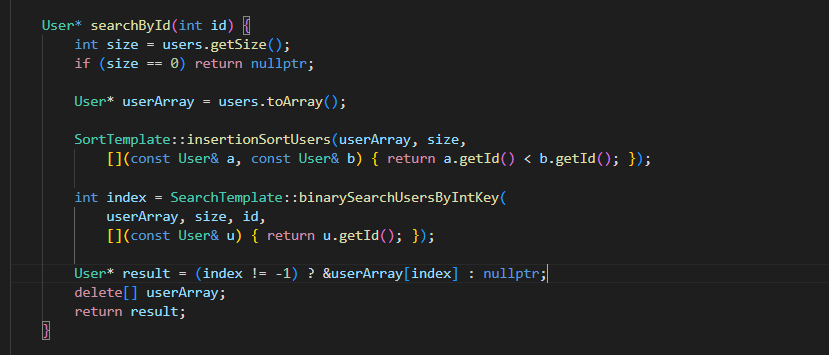 User* searchById(int id) {
    int size = users.getSize();
    if (size == 0) return nullptr;
    User* userArray = users.toArray();
    SortTemplate::insertionSortUsers(userArray, size,
        [](const User& a, const User& b) { return a.getId() < b.getId(); });
    int index = SearchTemplate::binarySearchUsersByIntKey(
        userArray, size, id,
        [](const User& u) { return u.getId(); });
    User* result = (index != -1) ? &userArray[index] : nullptr;
    delete[] userArray;
    return result;
}